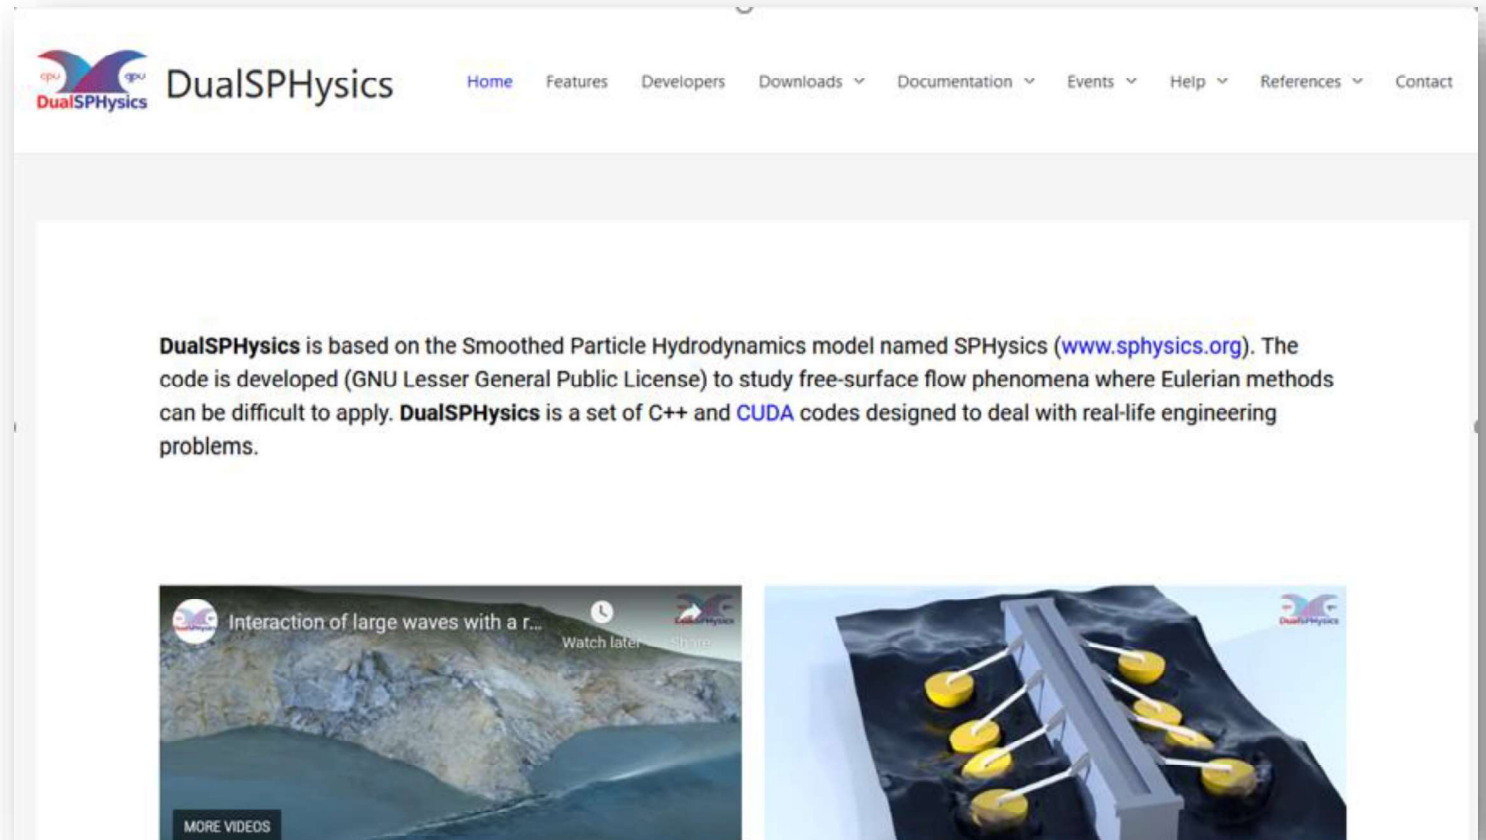 cpu gpu
DualSPHysics
DualSPHysics
Home Features Developers Downloads Documentation Events Help References Contact
DualSPHysics is based on the Smoothed Particle Hydrodynamics model named SPHysics (www.sphysics.org). The
code is developed (GNU Lesser General Public License) to study free-surface flow phenomena where Eulerian methods
can be difficult to apply. DualSPHysics is a set of C++ and CUDA codes designed to deal with real-life engineering
problems.
Interaction of large waves with a r...
Watch later Share
DualSPHysics
MORE VIDEOS
DualSPHysics